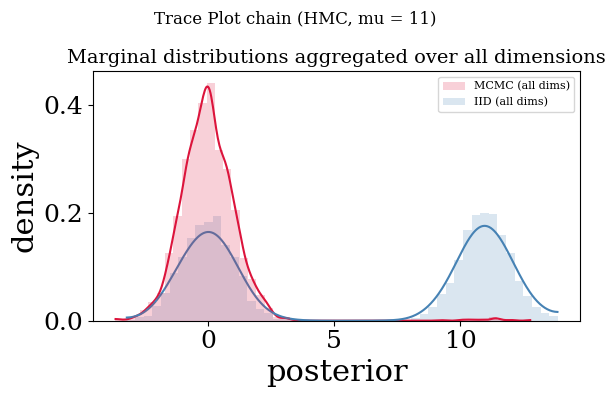 Trace Plot chain (HMC, mu = 11)
Marginal distributions aggregated over all dimensions
MCMC (all dims)
IID (all dims)
density
0.4
0.2
0.0
0
5
10
posterior